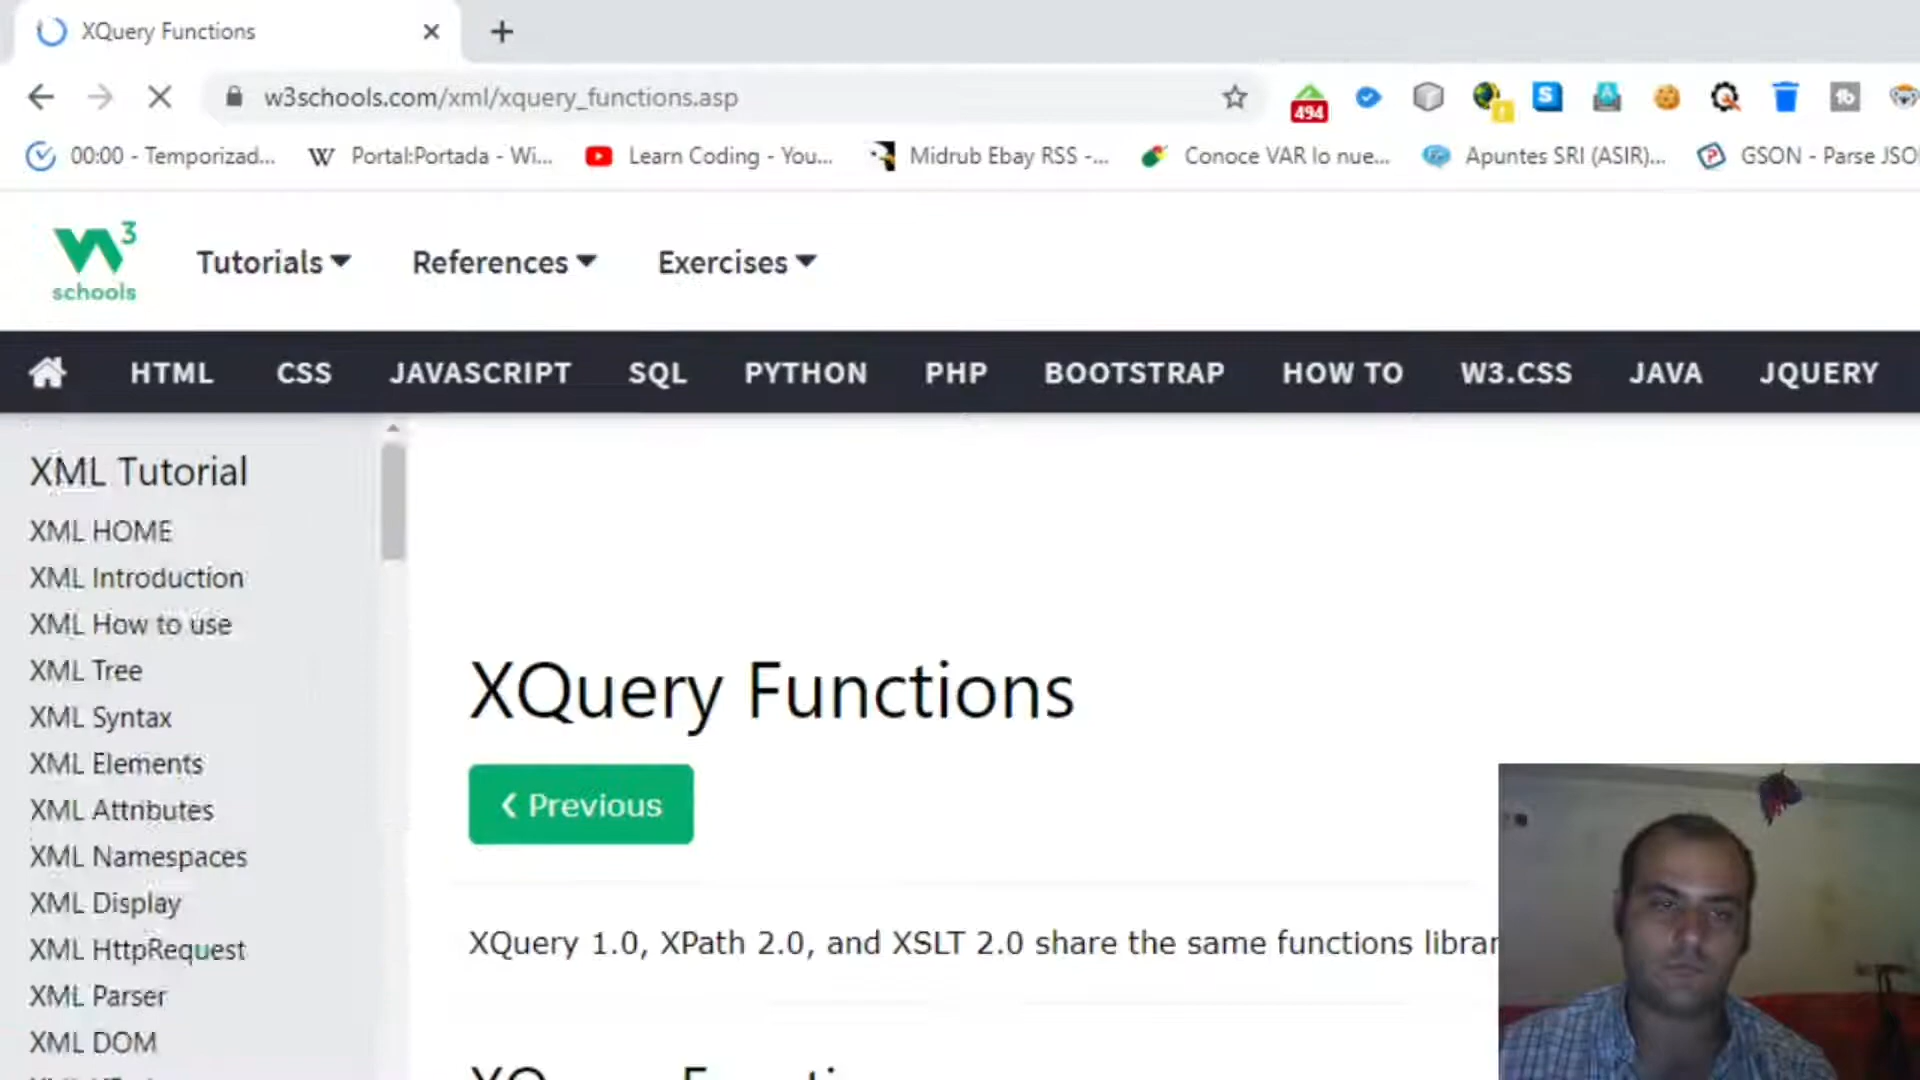 XQuery Functions
w3schools.com/xml/xquery_functions.asp
494
00:00 - Temporizad... Portal:Portada - Wi... Learn Coding - You... Midrub Ebay RSS -... Conoce VAR lo nue... Apuntes SRI (ASIR)... GSON - Parse JSO
W3 schools
Tutorials References Exercises
HTML CSS JAVASCRIPT SQL PYTHON PHP BOOTSTRAP HOW TO W3.CSS JAVA JQUERY
XML Tutorial
XML HOME
XML Introduction
XML How to use
XML Tree
XML Syntax
XML Elements
XML Attributes
XML Namespaces
XML Display
XML HttpRequest
XML Parser
XML DOM
XQuery Functions
❮ Previous
XQuery 1.0, XPath 2.0, and XSLT 2.0 share the same functions librar